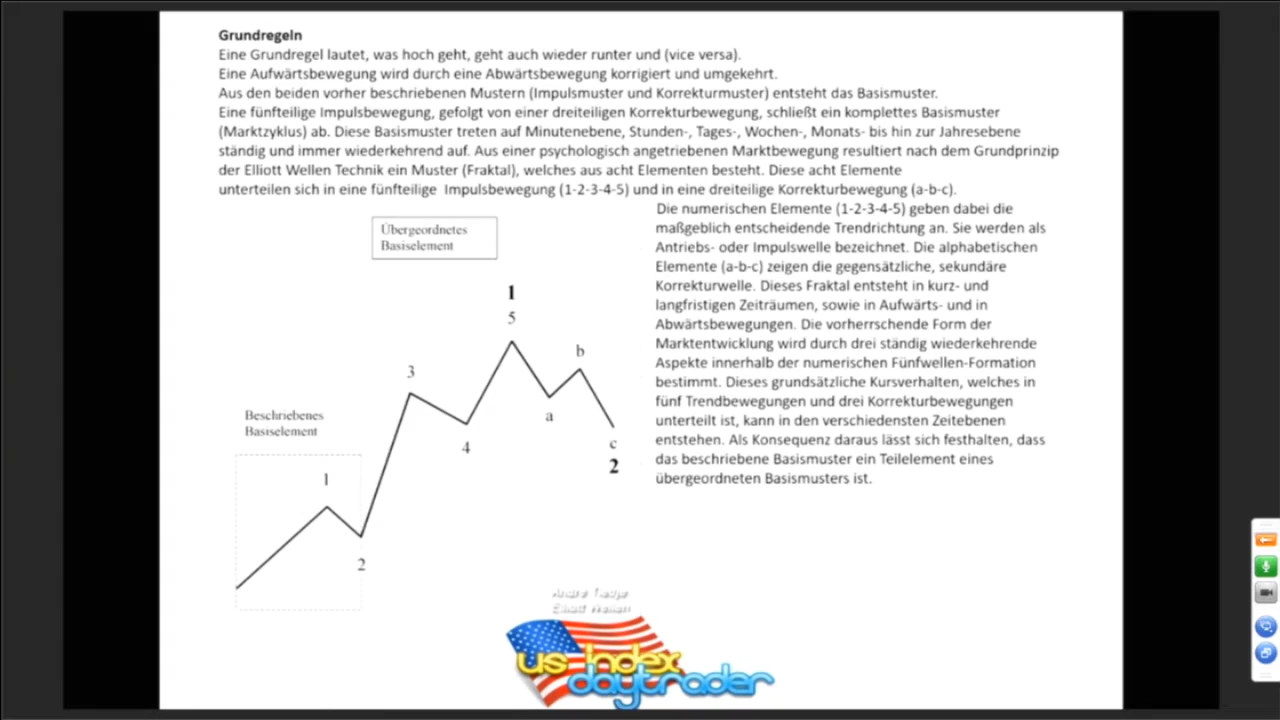 Grundregeln
Eine Grundregel lautet, was hoch geht, geht auch wieder runter und (vice versa).
Eine Aufwärtsbewegung wird durch eine Abwärtsbewegung korrigiert und umgekehrt.
Aus den beiden vorher beschriebenen Mustern (Impulsmuster und Korrekturmuster) entsteht das Basismuster.
Eine fünfteilige Impulsbewegung, gefolgt von einer dreiteiligen Korrekturbewegung, schließt ein komplettes Basismuster
(Marktzyklus) ab. Diese Basismuster treten auf Minutenebene, Stunden-, Tages-, Wochen-, Monats- bis hin zur Jahresebene
ständig und immer wiederkehrend auf. Aus einer psychologisch angetriebenen Marktbewegung resultiert nach dem Grundprinzip
der Elliott Wellen Technik ein Muster (Fraktal), welches aus acht Elementen besteht. Diese acht Elemente
unterteilen sich in eine fünfteilige Impulsbewegung (1-2-3-4-5) und in eine dreiteilige Korrekturbewegung (a-b-c).
Die numerischen Elemente (1-2-3-4-5) geben dabei die
maßgeblich entscheidende Trendrichtung an. Sie werden als
Antriebs- oder Impulswelle bezeichnet. Die alphabetischen
Elemente (a-b-c) zeigen die gegensätzliche, sekundäre
Korrekturwelle. Dieses Fraktal entsteht in kurz- und
langfristigen Zeiträumen, sowie in Aufwärts- und in
Abwärtsbewegungen. Die vorherrschende Form der
Marktentwicklung wird durch drei ständig wiederkehrende
Aspekte innerhalb der numerischen Fünfwellen-Formation
bestimmt. Dieses grundsätzliche Kursverhalten, welches in
fünf Trendbewegungen und drei Korrekturbewegungen
unterteilt ist, kann in den verschiedensten Zeitebenen
entstehen. Als Konsequenz daraus lässt sich festhalten, dass
das beschriebene Basismuster ein Teilelement eines
übergeordneten Basismusters ist.
Übergeordnetes
Basiselement
1
5
b
3
a
Beschriebenes
Basiselement
c
4
2
1
2
André Tiedje
Elliott Wellen
us index
daytrader